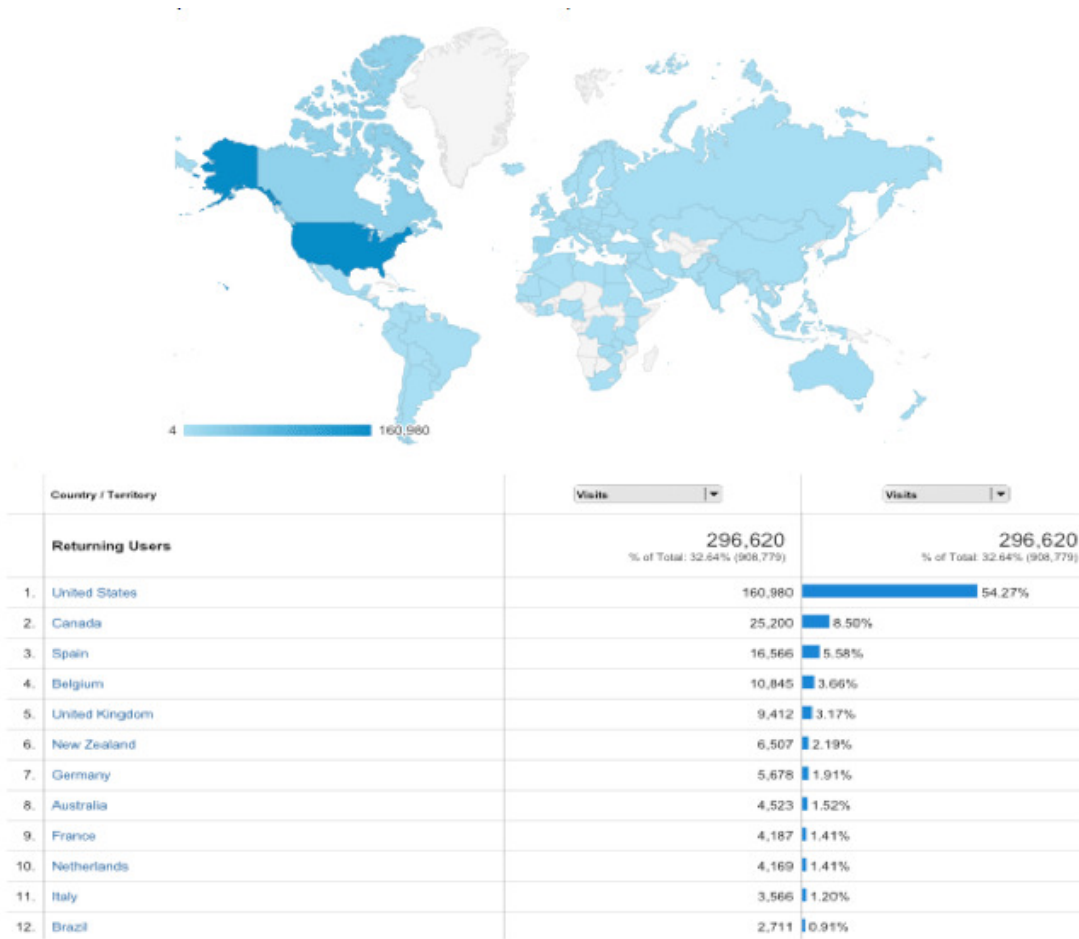 4 160,980
Country / Territory Visits Visits
Returning Users 296,620 296,620
% of Total: 32.64% (908,779) % of Total: 32.64% (908,779)
1. United States 160,980 54.27%
2. Canada 25,200 8.50%
3. Spain 16,566 5.58%
4. Belgium 10,845 3.66%
5. United Kingdom 9,412 3.17%
6. New Zealand 6,507 2.19%
7. Germany 5,678 1.91%
8. Australia 4,523 1.52%
9. France 4,187 1.41%
10. Netherlands 4,169 1.41%
11. Italy 3,566 1.20%
12. Brazil 2,711 0.91%